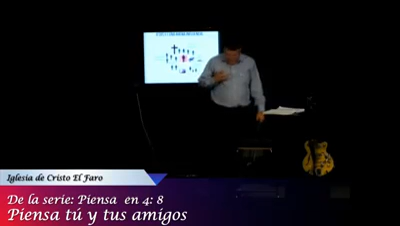 Iglesia de Cristo El Faro
De la serie: Piensa en 4: 8
Piensa tú y tus amigos